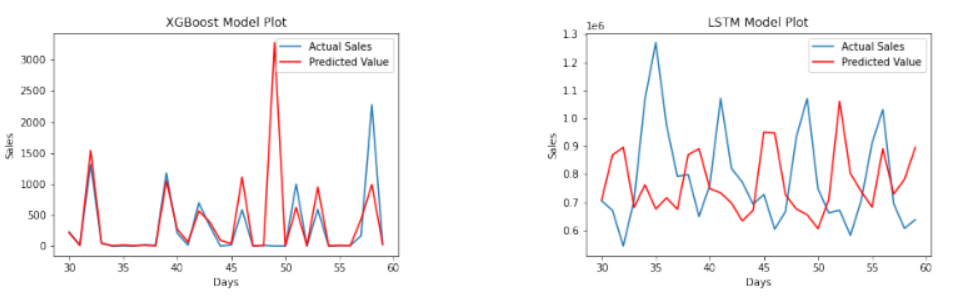 XGBoost Model Plot
Actual Sales
Predicted Value
3000
2500
2000
1500
1000
500
0
Sales
30 35 40 45 50 55 60
Days
LSTM Model Plot
1e6
Actual Sales
Predicted Value
1.3
1.2
1.1
1.0
0.9
0.8
0.7
0.6
Sales
30 35 40 45 50 55 60
Days